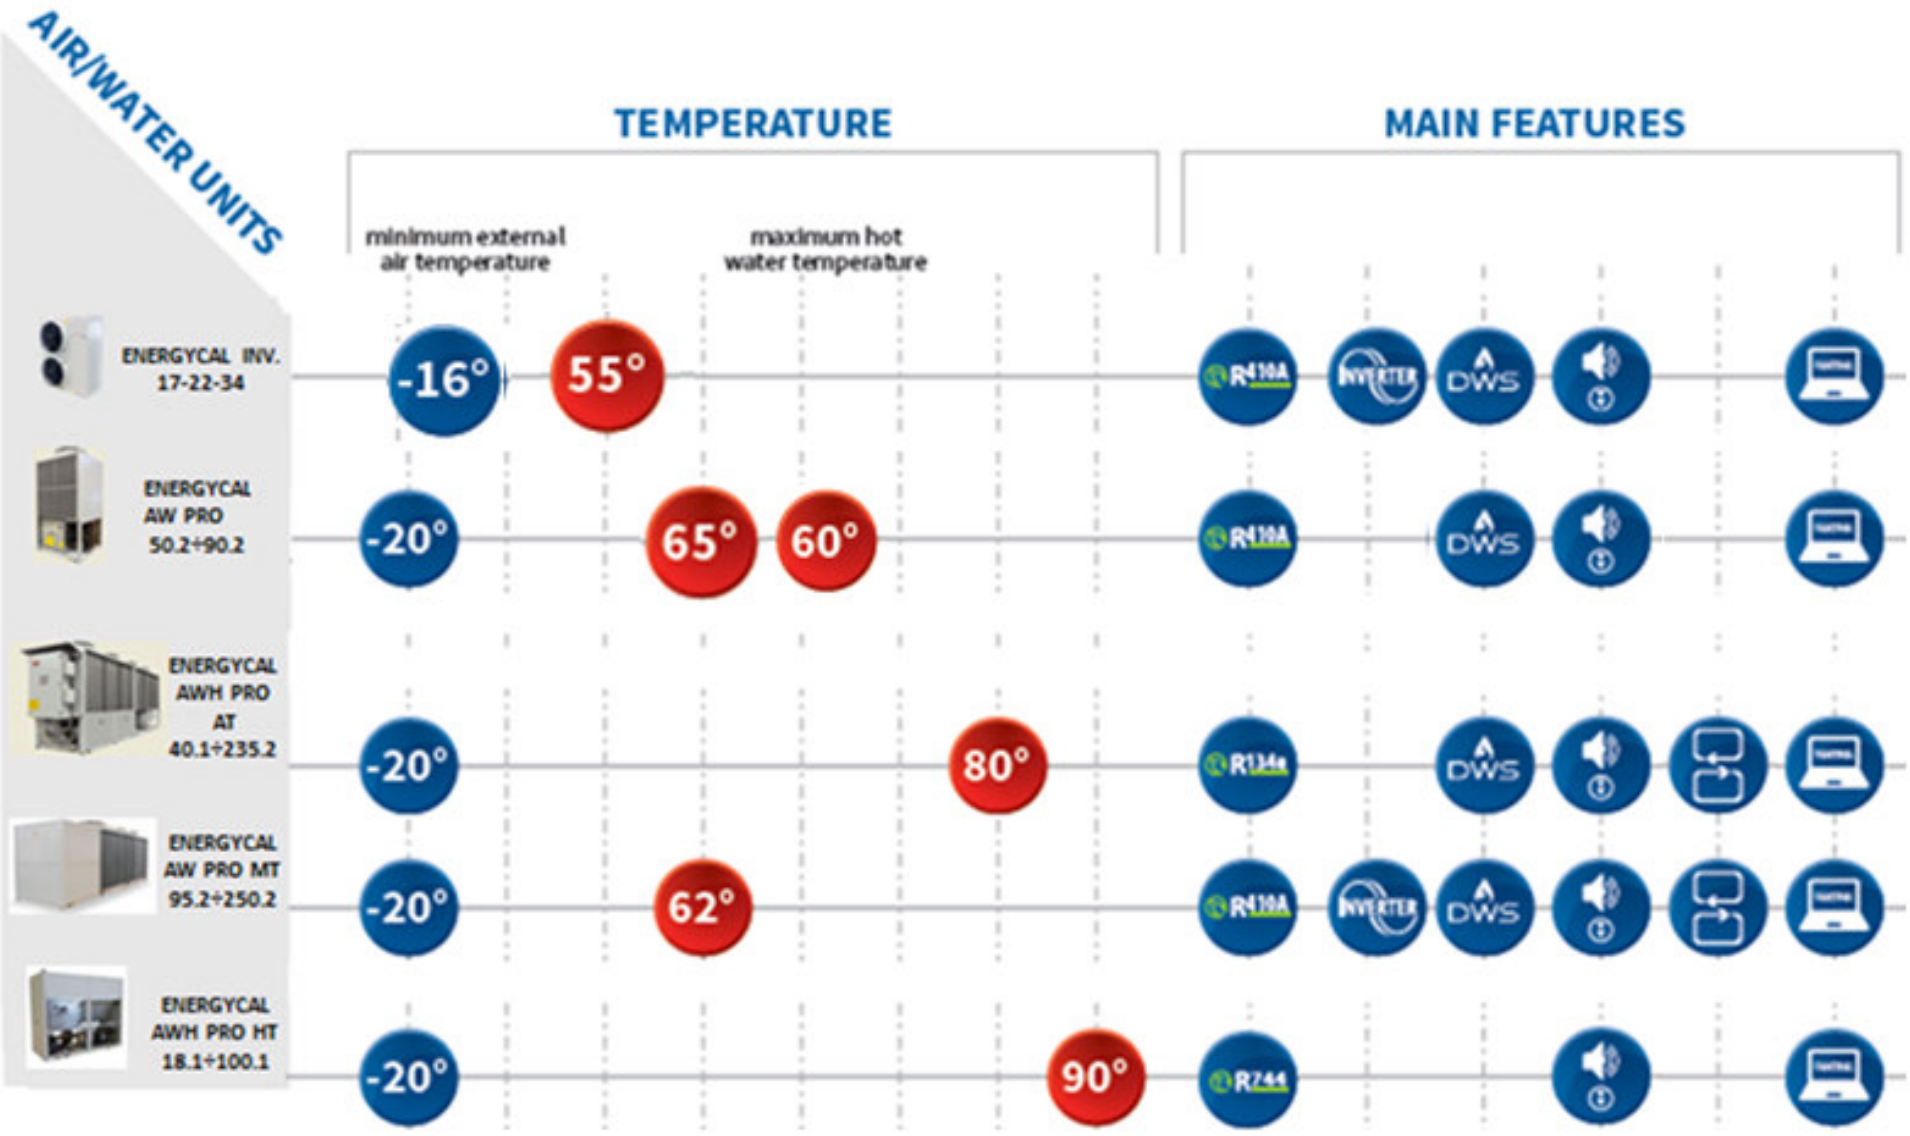 AIR/WATER UNITS
TEMPERATURE
MAIN FEATURES
minimum external
air temperature
maximum hot
water temperature
ENERGYCAL INV.
17-22-34
-16°
55°
R410A
INVERTER
DWS
ENERGYCAL
AW PRO
50.2÷90.2
-20°
65°
60°
R410A
DWS
ENERGYCAL
AWH PRO
AT
40.1÷235.2
-20°
80°
R134a
DWS
ENERGYCAL
AW PRO MT
95.2÷250.2
-20°
62°
R410A
INVERTER
DWS
ENERGYCAL
AWH PRO HT
18.1÷100.1
-20°
90°
R744